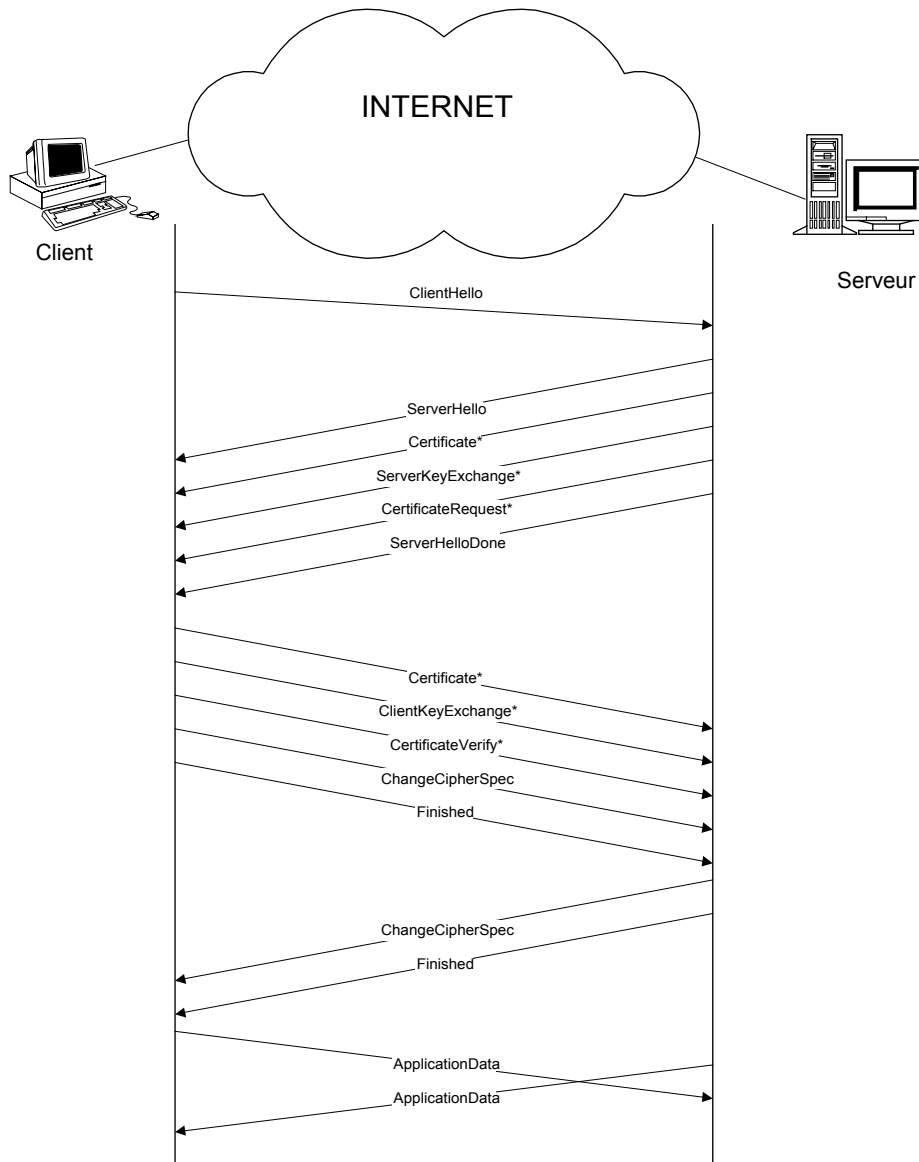 INTERNET
Client
Serveur
ClientHello
ServerHello
Certificate*
ServerKeyExchange*
CertificateRequest*
ServerHelloDone
Certificate*
ClientKeyExchange*
CertificateVerify*
ChangeCipherSpec
Finished
ChangeCipherSpec
Finished
ApplicationData
ApplicationData